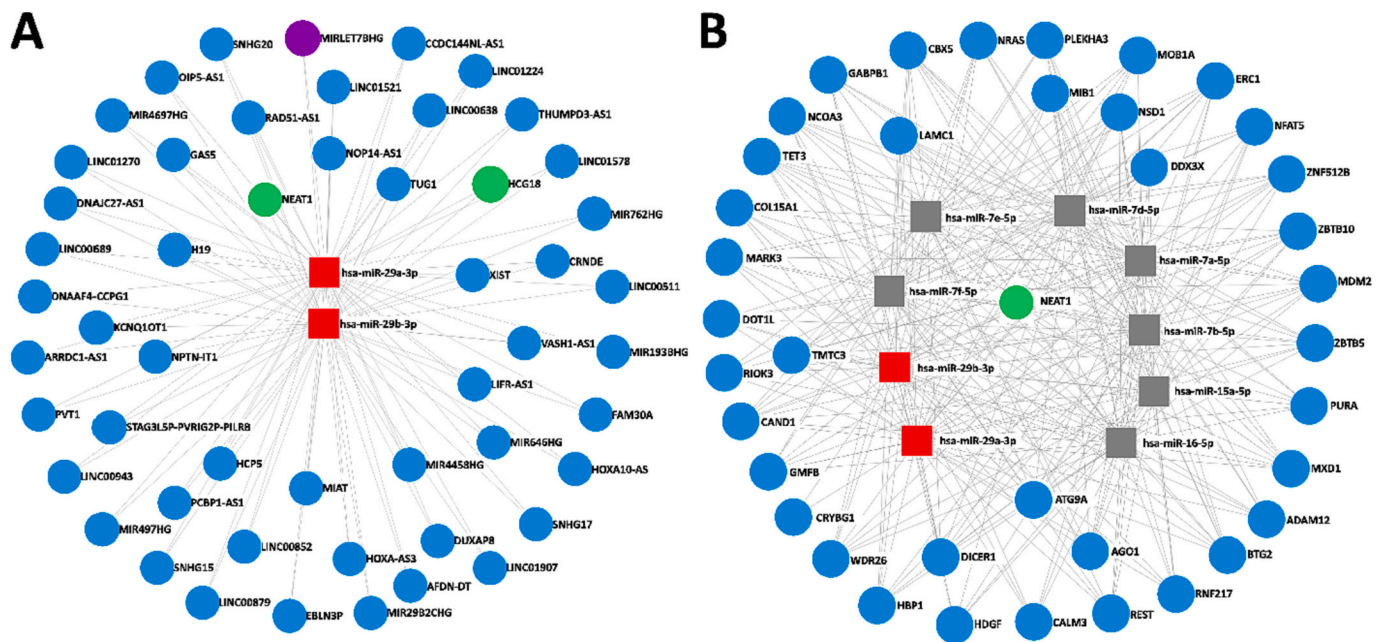 A
SNHG20
MIRLET7BHG
CCDC144NL-AS1
OIP5-AS1
LINC01521
LINC01224
MIR4697HG
RAD51-AS1
LINC00638
THUMPD3-AS1
LINC01270
GAS5
NOP14-AS1
LINC01578
DNAJC27-AS1
NEAT1
TUG1
HCG18
MIR762HG
LINC00689
H19
hsa-miR-29a-3p
XIST
CRNDE
LINC00511
DNAAF4-CCPG1
KCNQ1OT1
hsa-miR-29b-3p
ARRDC1-AS1
NPTN-IT1
VASH1-AS1
MIR193BHG
LIFR-AS1
PVT1
STAG3L5P-PVRIG2P-PILRB
FAM30A
MIR646HG
LINC00943
HCP5
MIR4458HG
HOXA10-AS
PCBP1-AS1
MIAT
MIR497HG
SNHG17
LINC00852
DUXAP8
SNHG15
HOXA-AS3
LINC01907
AFDN-DT
LINC00879
EBLN3P
MIR29B2CHG
B
CBX5
NRAS
PLEKHA3
MOB1A
GABPB1
MIB1
ERC1
NCOA3
LAMC1
NSD1
NFAT5
TET3
DDX3X
ZNF512B
COL15A1
hsa-miR-7e-5p
hsa-miR-7d-5p
ZBTB10
MARK3
hsa-miR-7a-5p
MDM2
hsa-miR-7f-5p
NEAT1
DOT1L
hsa-miR-7b-5p
ZBTB5
TMTC3
RIOK3
hsa-miR-29b-3p
hsa-miR-15a-5p
PURA
CAND1
hsa-miR-29a-3p
hsa-miR-16-5p
GMFB
MXD1
CRYBG1
ATG9A
ADAM12
WDR26
DICER1
AGO1
BTG2
HBP1
RNF217
HDGF
CALM3
REST